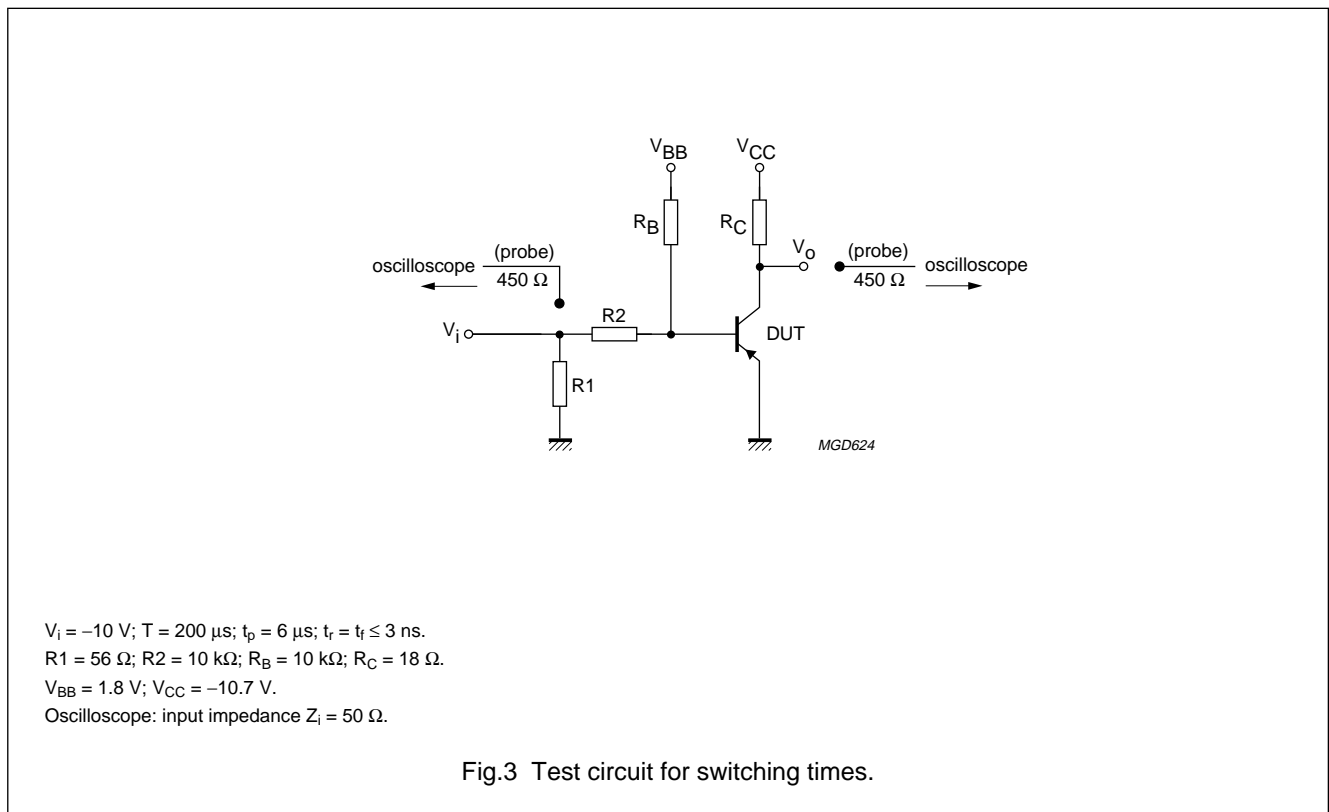 VBB
VCC
RB
RC
Vo
(probe)
450 Ω
oscilloscope
(probe)
450 Ω
oscilloscope
R2
Vi
DUT
R1
MGD624
Vi = −10 V; T = 200 µs; tp = 6 µs; tr = tf ≤ 3 ns.
R1 = 56 Ω; R2 = 10 kΩ; RB = 10 kΩ; RC = 18 Ω.
VBB = 1.8 V; VCC = −10.7 V.
Oscilloscope: input impedance Zi = 50 Ω.
Fig.3 Test circuit for switching times.